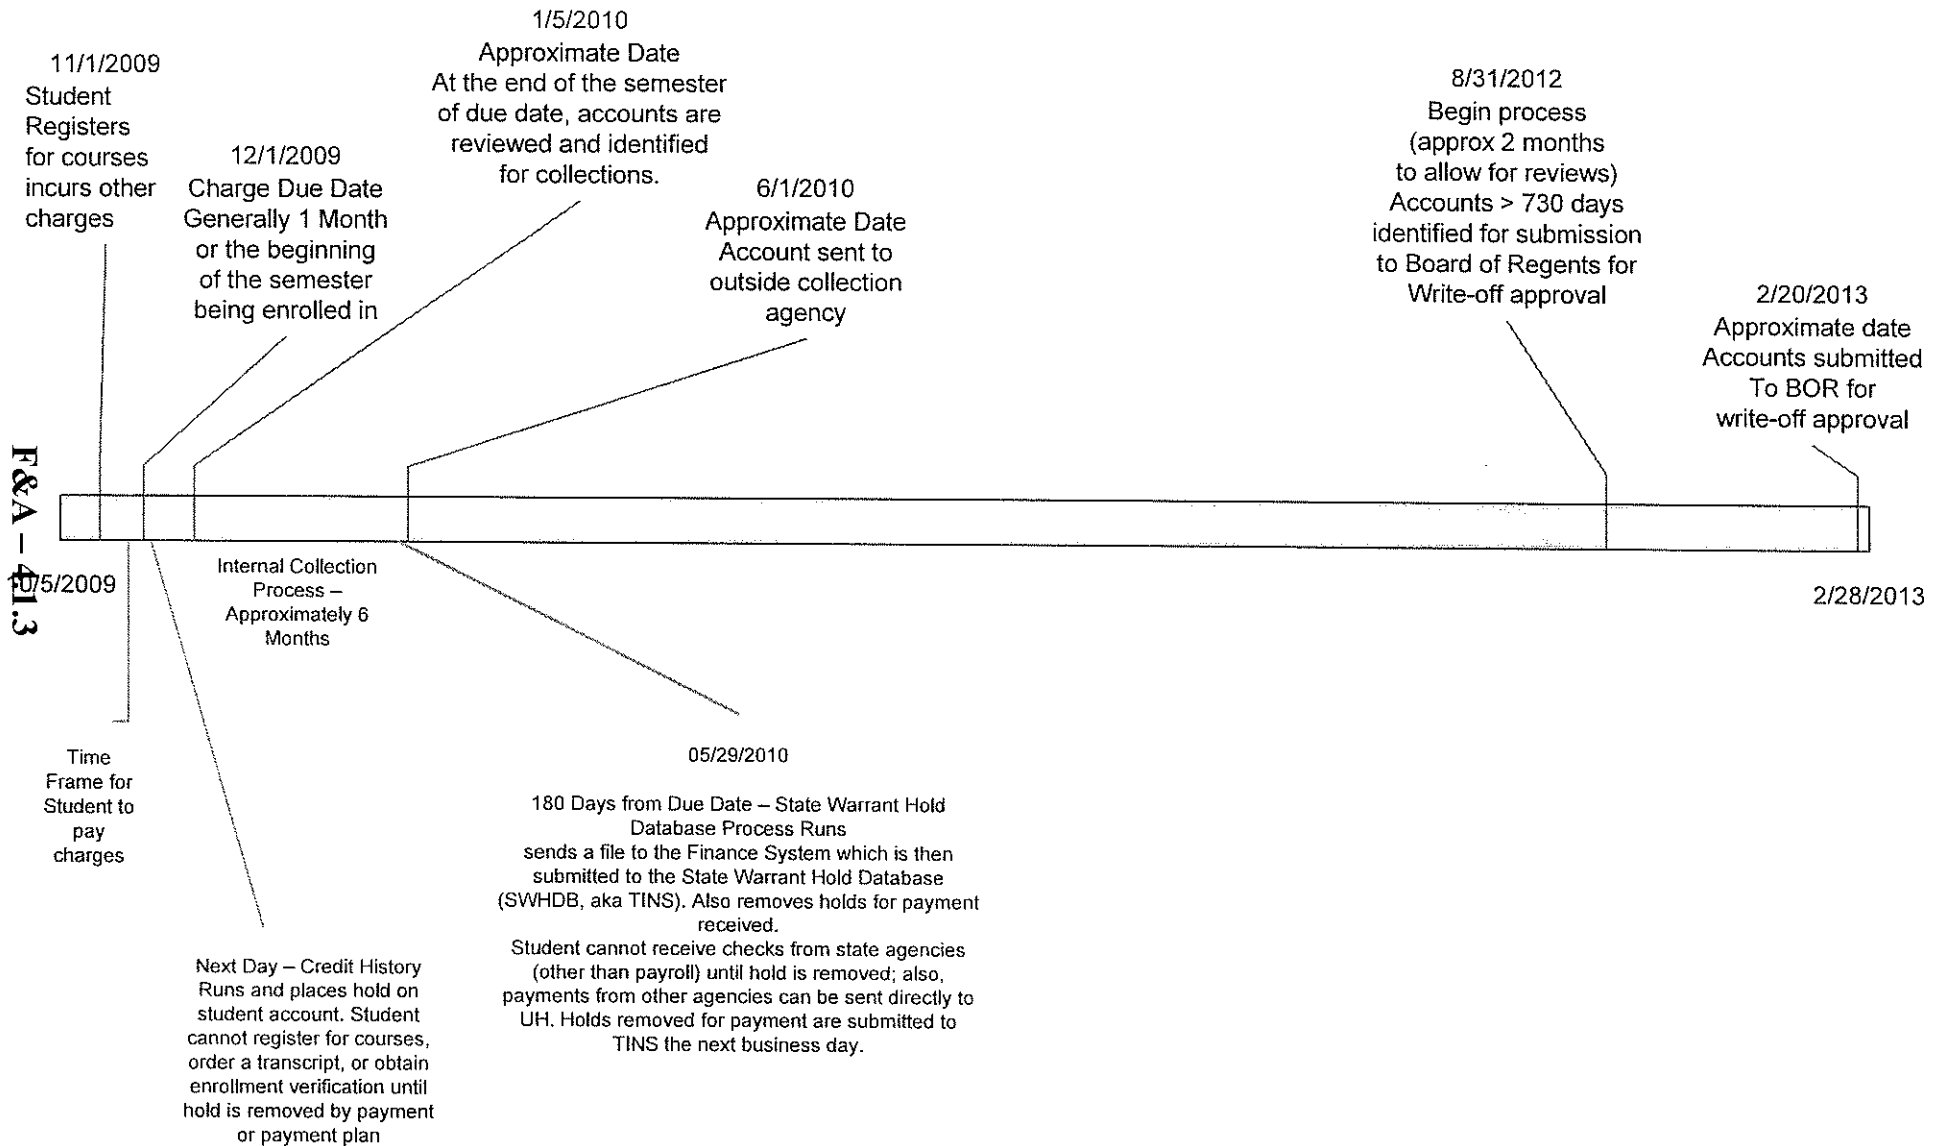 11/1/2009
Student
Registers
for courses
incurs other
charges
12/1/2009
Charge Due Date
Generally 1 Month
or the beginning
of the semester
being enrolled in
1/5/2010
Approximate Date
At the end of the semester
of due date, accounts are
reviewed and identified
for collections.
6/1/2010
Approximate Date
Account sent to
outside collection
agency
8/31/2012
Begin process
(approx 2 months
to allow for reviews)
Accounts > 730 days
identified for submission
to Board of Regents for
Write-off approval
2/20/2013
Approximate date
Accounts submitted
To BOR for
write-off approval
F&A – 4.1.3
/5/2009
2/28/2013
Internal Collection
Process –
Approximately 6
Months
Time
Frame for
Student to
pay
charges
Next Day – Credit History
Runs and places hold on
student account. Student
cannot register for courses,
order a transcript, or obtain
enrollment verification until
hold is removed by payment
or payment plan
05/29/2010
180 Days from Due Date – State Warrant Hold
Database Process Runs
sends a file to the Finance System which is then
submitted to the State Warrant Hold Database
(SWHDB, aka TINS). Also removes holds for payment
received.
Student cannot receive checks from state agencies
(other than payroll) until hold is removed; also,
payments from other agencies can be sent directly to
UH. Holds removed for payment are submitted to
TINS the next business day.